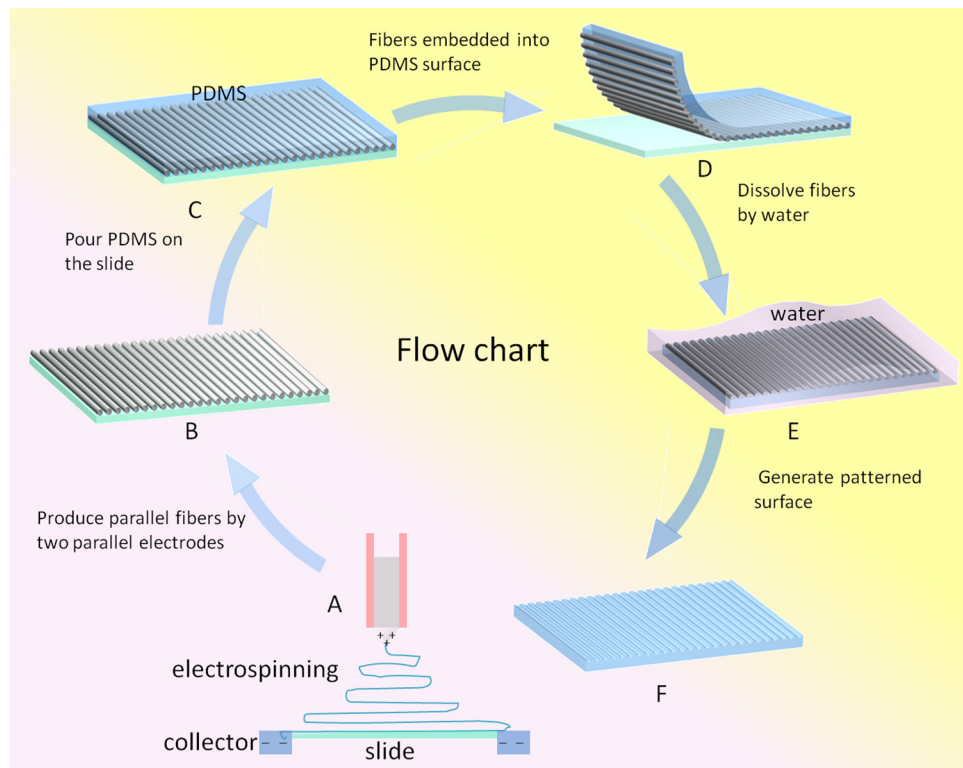 Fibers embedded into
PDMS surface
PDMS
C
D
Pour PDMS on
the slide
Dissolve fibers
by water
water
Flow chart
B
E
Produce parallel fibers by
two parallel electrodes
Generate patterned
surface
A
+ +
+
electrospinning
F
collector
– –
slide
– –